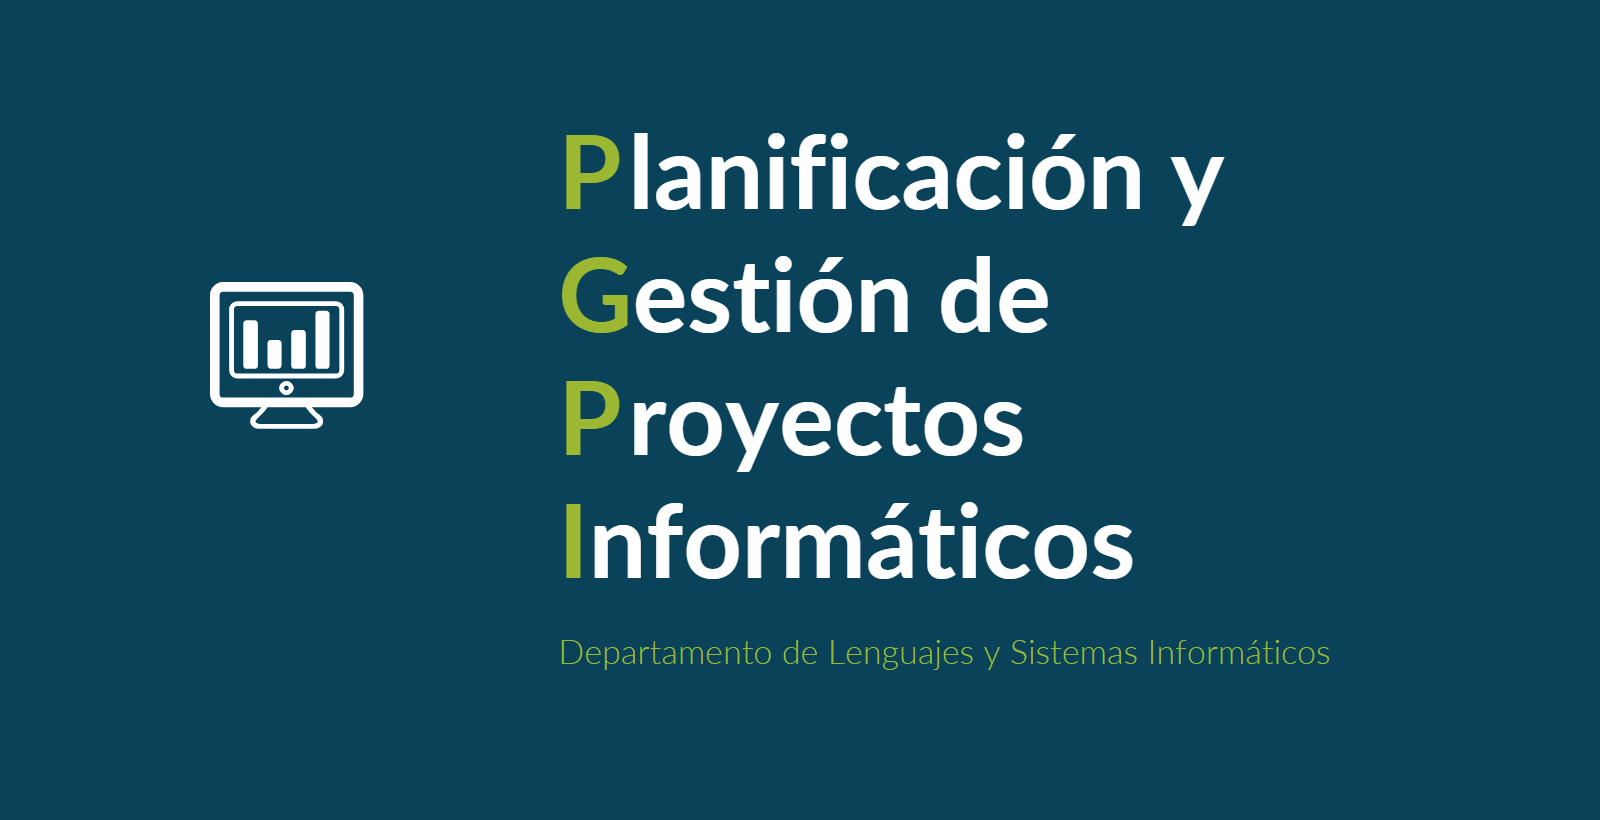 Planificación y
Gestión de
Proyectos
Informáticos
Departamento de Lenguajes y Sistemas Informáticos